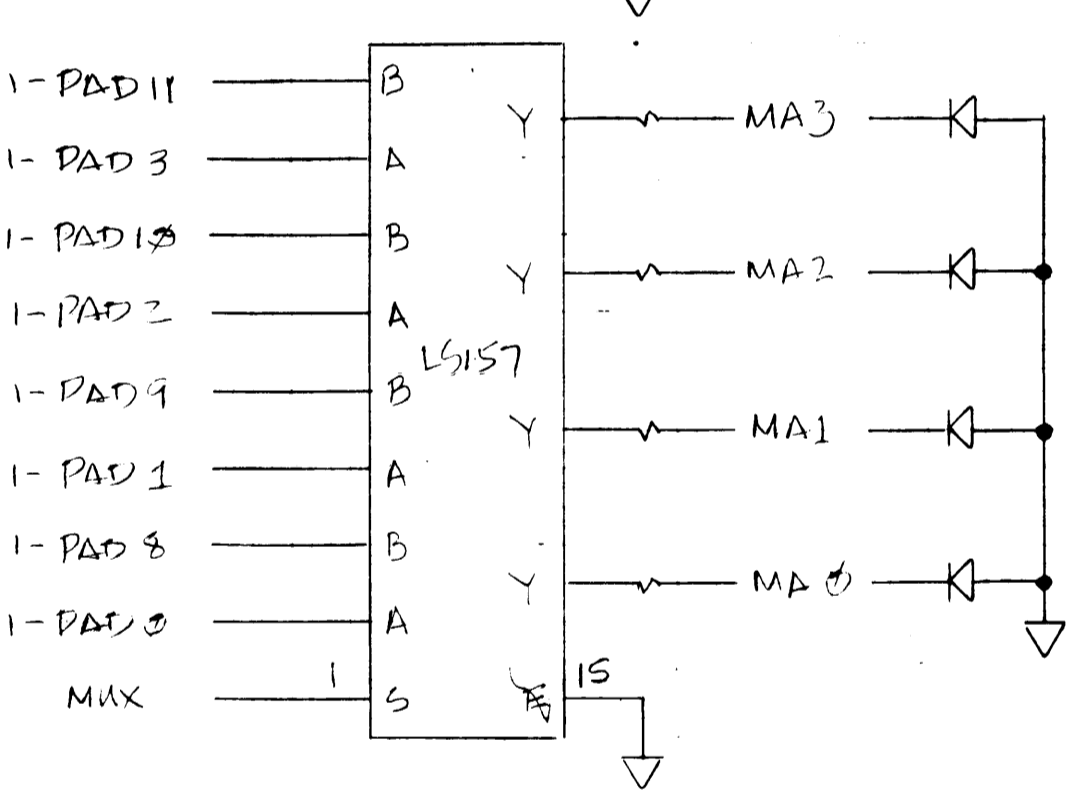 1-PAD11 B
Y MA3
1-PAD3 A
1-PAD10 B
Y MA2
1-PAD2 A
LS157
1-PAD9 B
Y MA1
1-PAD1 A
1-PAD8 B
Y MA0
1-PAD0 A
MUX 1 S 15